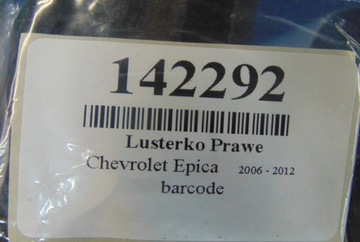 142292
Lusterko Prawe
Chevrolet Epica 2006 - 2012
barcode